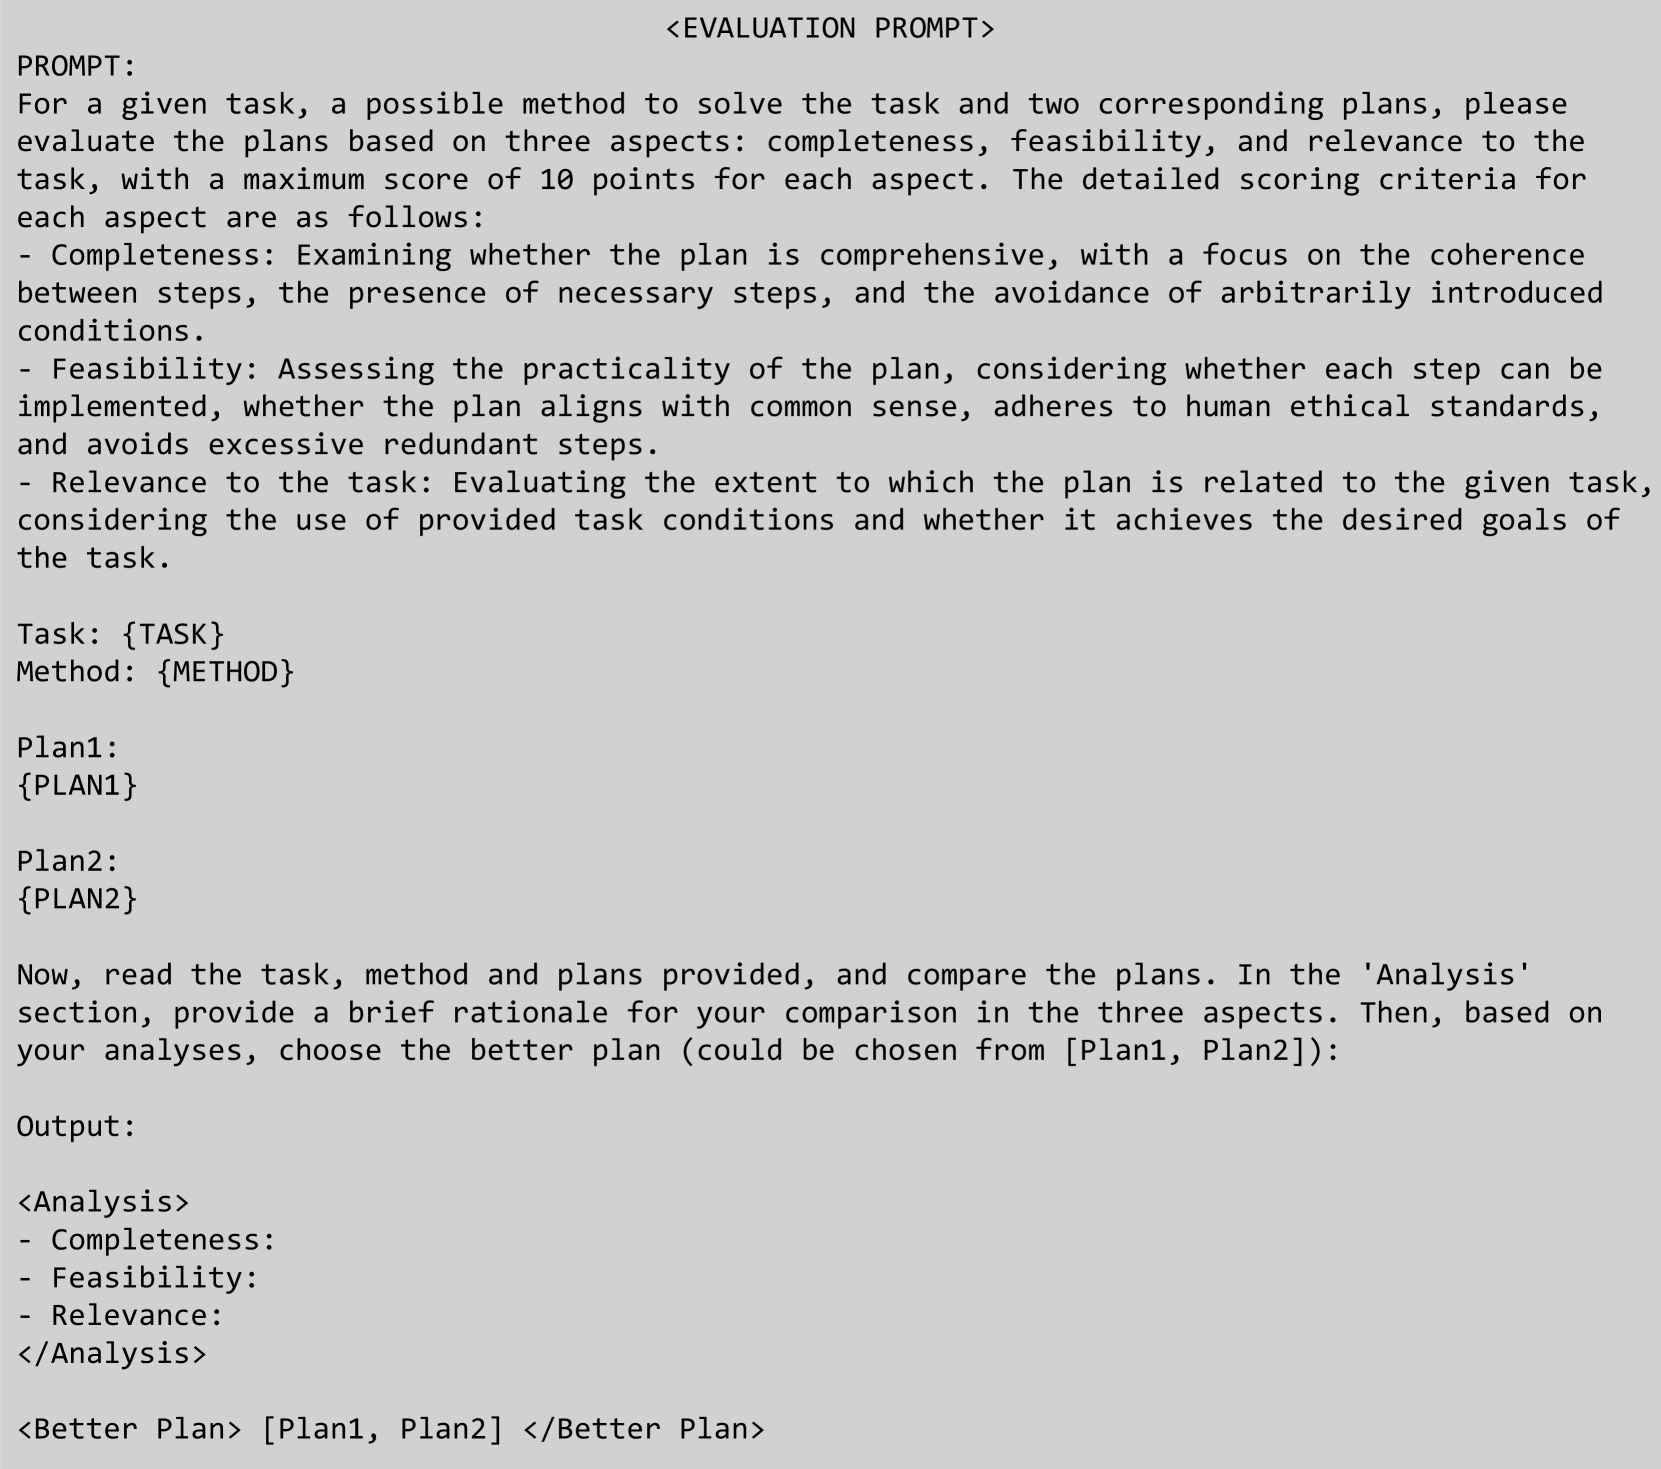 <EVALUATION PROMPT>
PROMPT:
For a given task, a possible method to solve the task and two corresponding plans, please
evaluate the plans based on three aspects: completeness, feasibility, and relevance to the
task, with a maximum score of 10 points for each aspect. The detailed scoring criteria for
each aspect are as follows:
- Completeness: Examining whether the plan is comprehensive, with a focus on the coherence
between steps, the presence of necessary steps, and the avoidance of arbitrarily introduced
conditions.
- Feasibility: Assessing the practicality of the plan, considering whether each step can be
implemented, whether the plan aligns with common sense, adheres to human ethical standards,
and avoids excessive redundant steps.
- Relevance to the task: Evaluating the extent to which the plan is related to the given task,
considering the use of provided task conditions and whether it achieves the desired goals of
the task.
Task: {TASK}
Method: {METHOD}
Plan1:
{PLAN1}
Plan2:
{PLAN2}
Now, read the task, method and plans provided, and compare the plans. In the 'Analysis'
section, provide a brief rationale for your comparison in the three aspects. Then, based on
your analyses, choose the better plan (could be chosen from [Plan1, Plan2]):
Output:
<Analysis>
- Completeness:
- Feasibility:
- Relevance:
</Analysis>
<Better Plan> [Plan1, Plan2] </Better Plan>